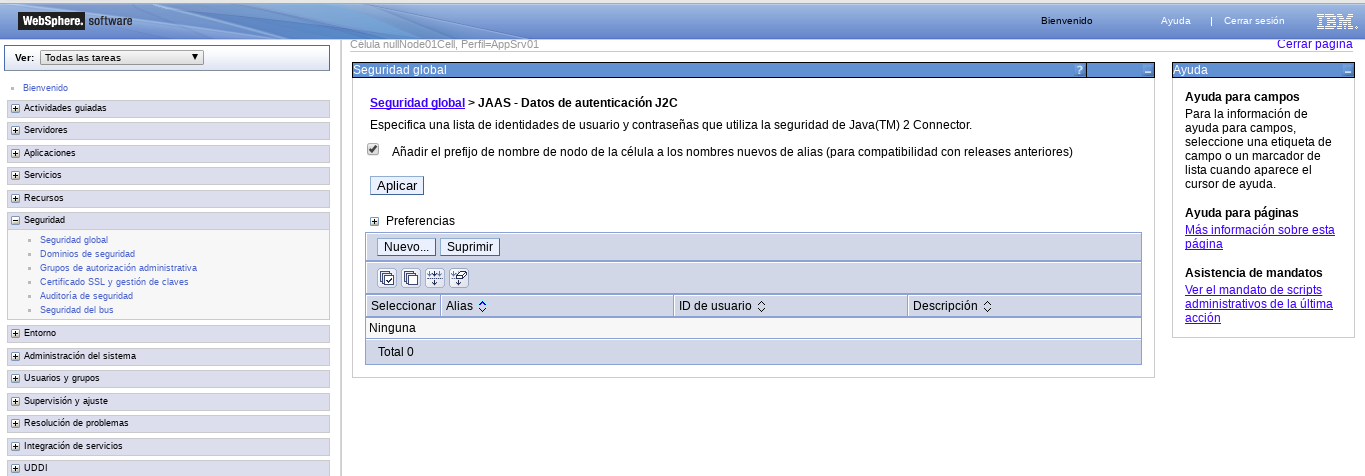 WebSphere. software
Bienvenido
Ayuda | Cerrar sesión
IBM.
Ver: Todas las tareas
Bienvenido
Actividades guiadas
Servidores
Aplicaciones
Servicios
Recursos
Seguridad
Seguridad global
Dominios de seguridad
Grupos de autorización administrativa
Certificado SSL y gestión de claves
Auditoría de seguridad
Seguridad del bus
Entorno
Administración del sistema
Usuarios y grupos
Supervisión y ajuste
Resolución de problemas
Integración de servicios
UDDI
Célula nullNode01Cell, Perfil=AppSrv01
Cerrar página
Seguridad global
?
Seguridad global > JAAS - Datos de autenticación J2C
Especifica una lista de identidades de usuario y contraseñas que utiliza la seguridad de Java(TM) 2 Connector.
Añadir el prefijo de nombre de nodo de la célula a los nombres nuevos de alias (para compatibilidad con releases anteriores)
Aplicar
Preferencias
Nuevo... Suprimir
Seleccionar Alias ID de usuario Descripción
Ninguna
Total 0
Ayuda
Ayuda para campos
Para la información de
ayuda para campos,
seleccione una etiqueta de
campo o un marcador de
lista cuando aparece el
cursor de ayuda.
Ayuda para páginas
Más información sobre esta
página
Asistencia de mandatos
Ver el mandato de scripts
administrativos de la última
acción